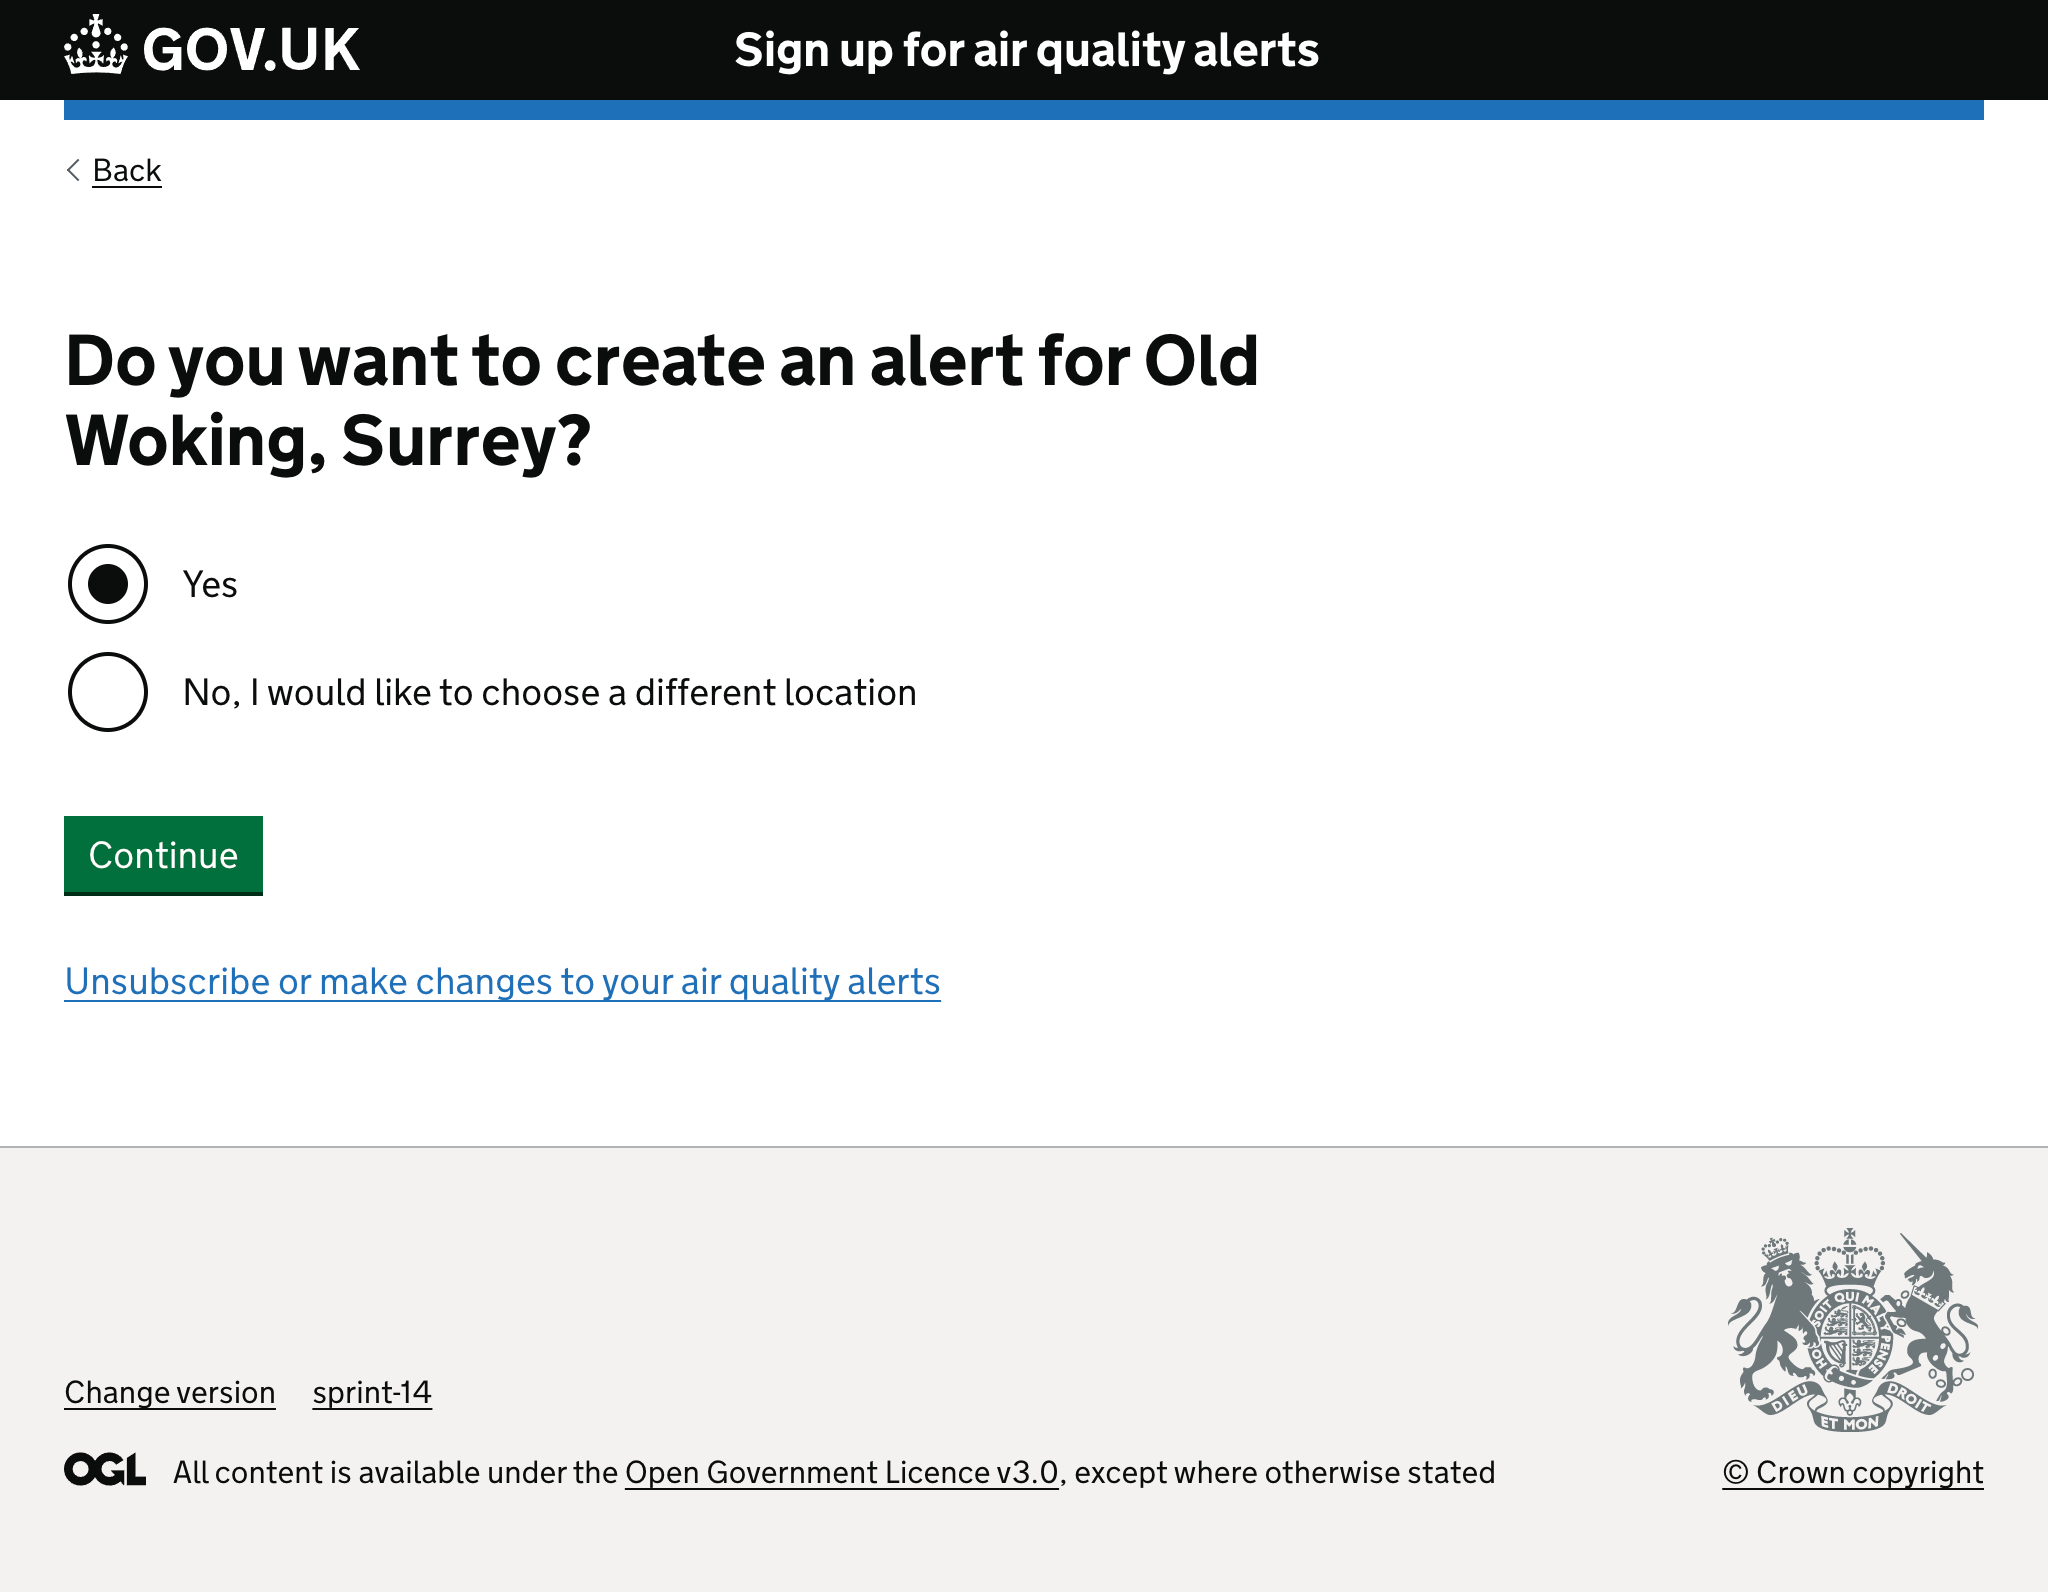 GOV.UK
Sign up for air quality alerts
Back
Do you want to create an alert for Old
Woking, Surrey?
Yes
No, I would like to choose a different location
Continue
Unsubscribe or make changes to your air quality alerts
Change version sprint-14
OGL All content is available under the Open Government Licence v3.0, except where otherwise stated
SOIT QUI MAL Y PENSE
DIEU ET MON DROIT
© Crown copyright